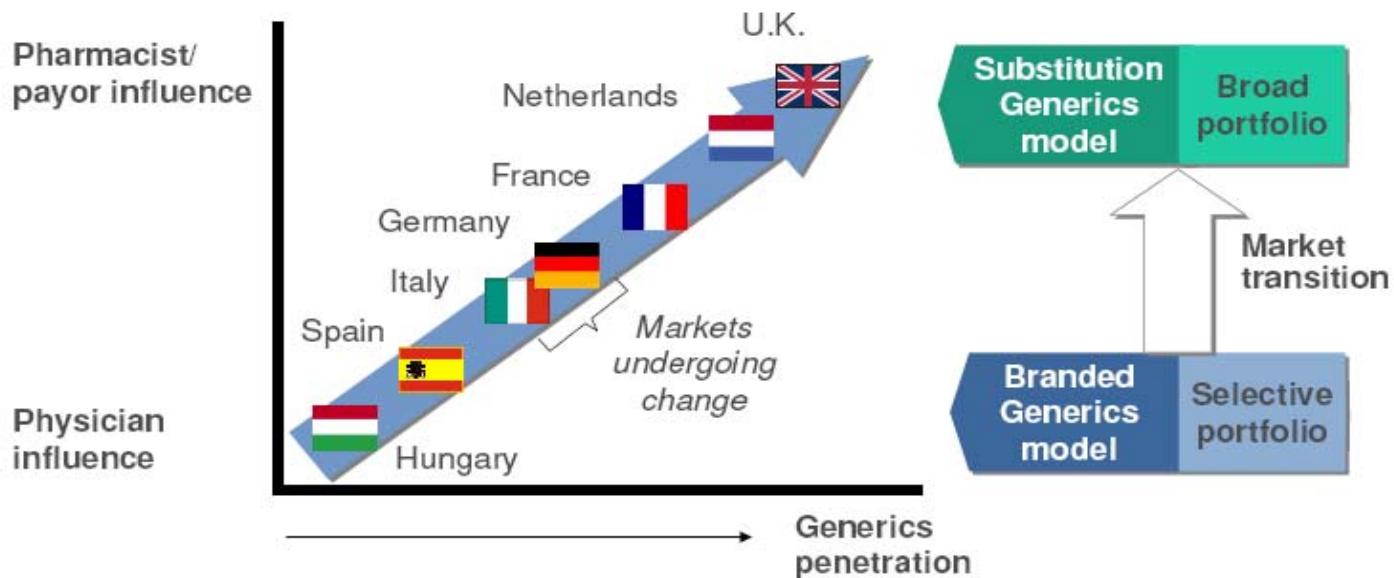 U.K.
Pharmacist/
payor influence
Netherlands
France
Germany
Italy
Spain
Hungary
Markets
undergoing
change
Physician
influence
Generics
penetration
Substitution
Generics
model
Broad
portfolio
Market
transition
Branded
Generics
model
Selective
portfolio